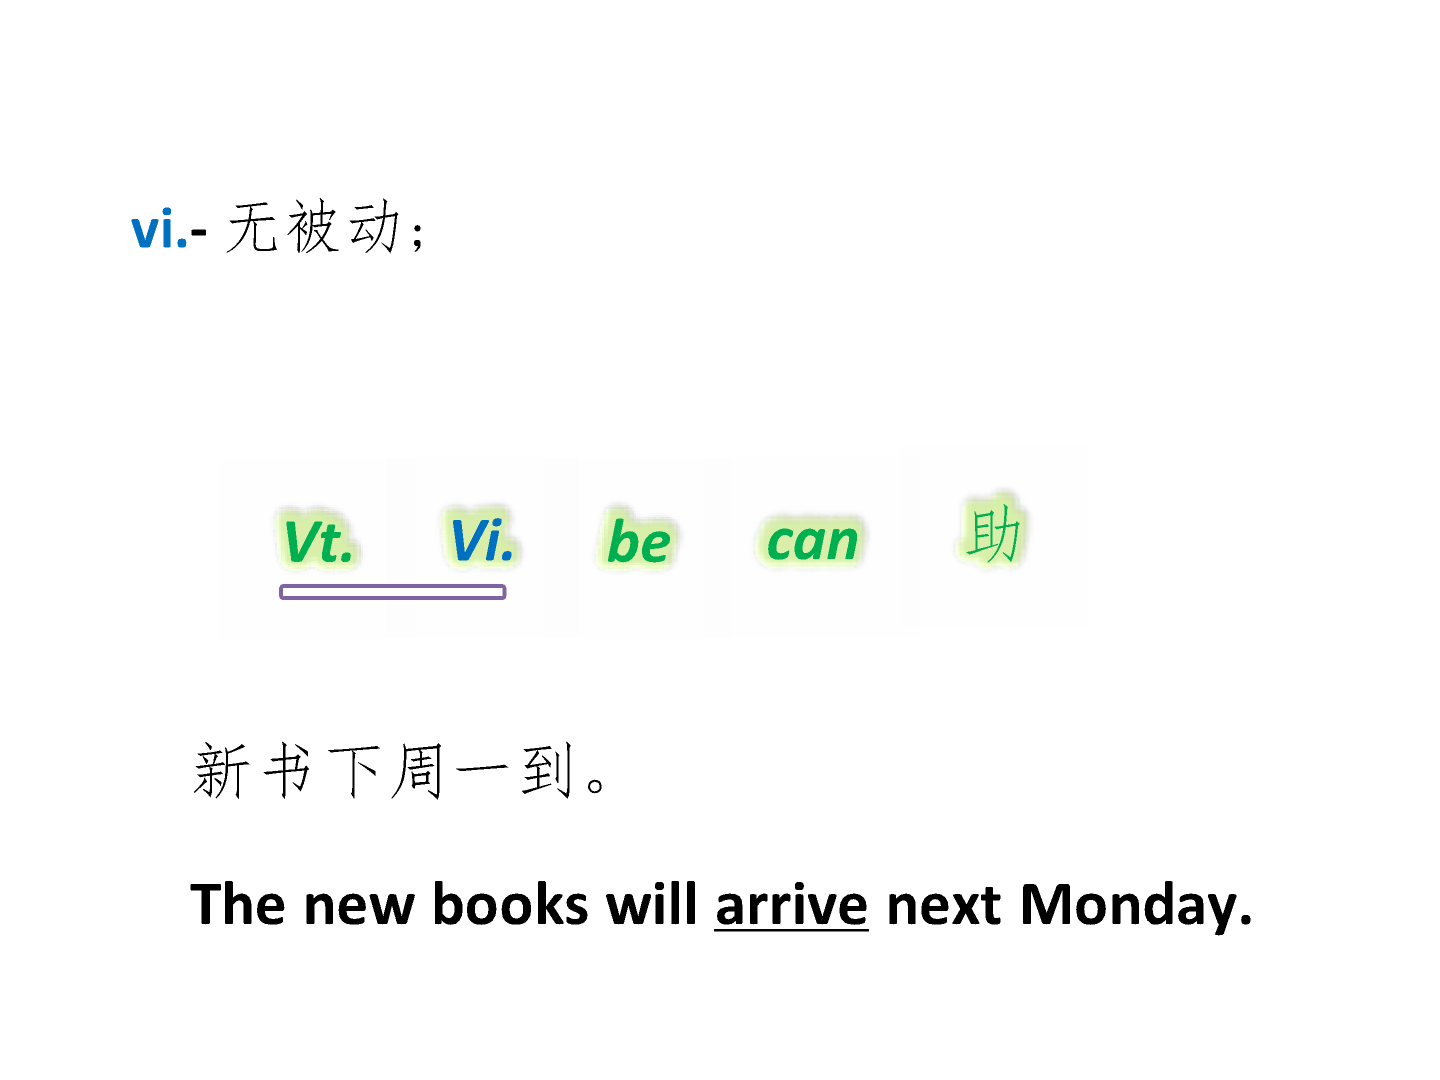 vi.- 无被动；
Vt. Vi. be can 助
新书下周一到。
The new books will arrive next Monday.